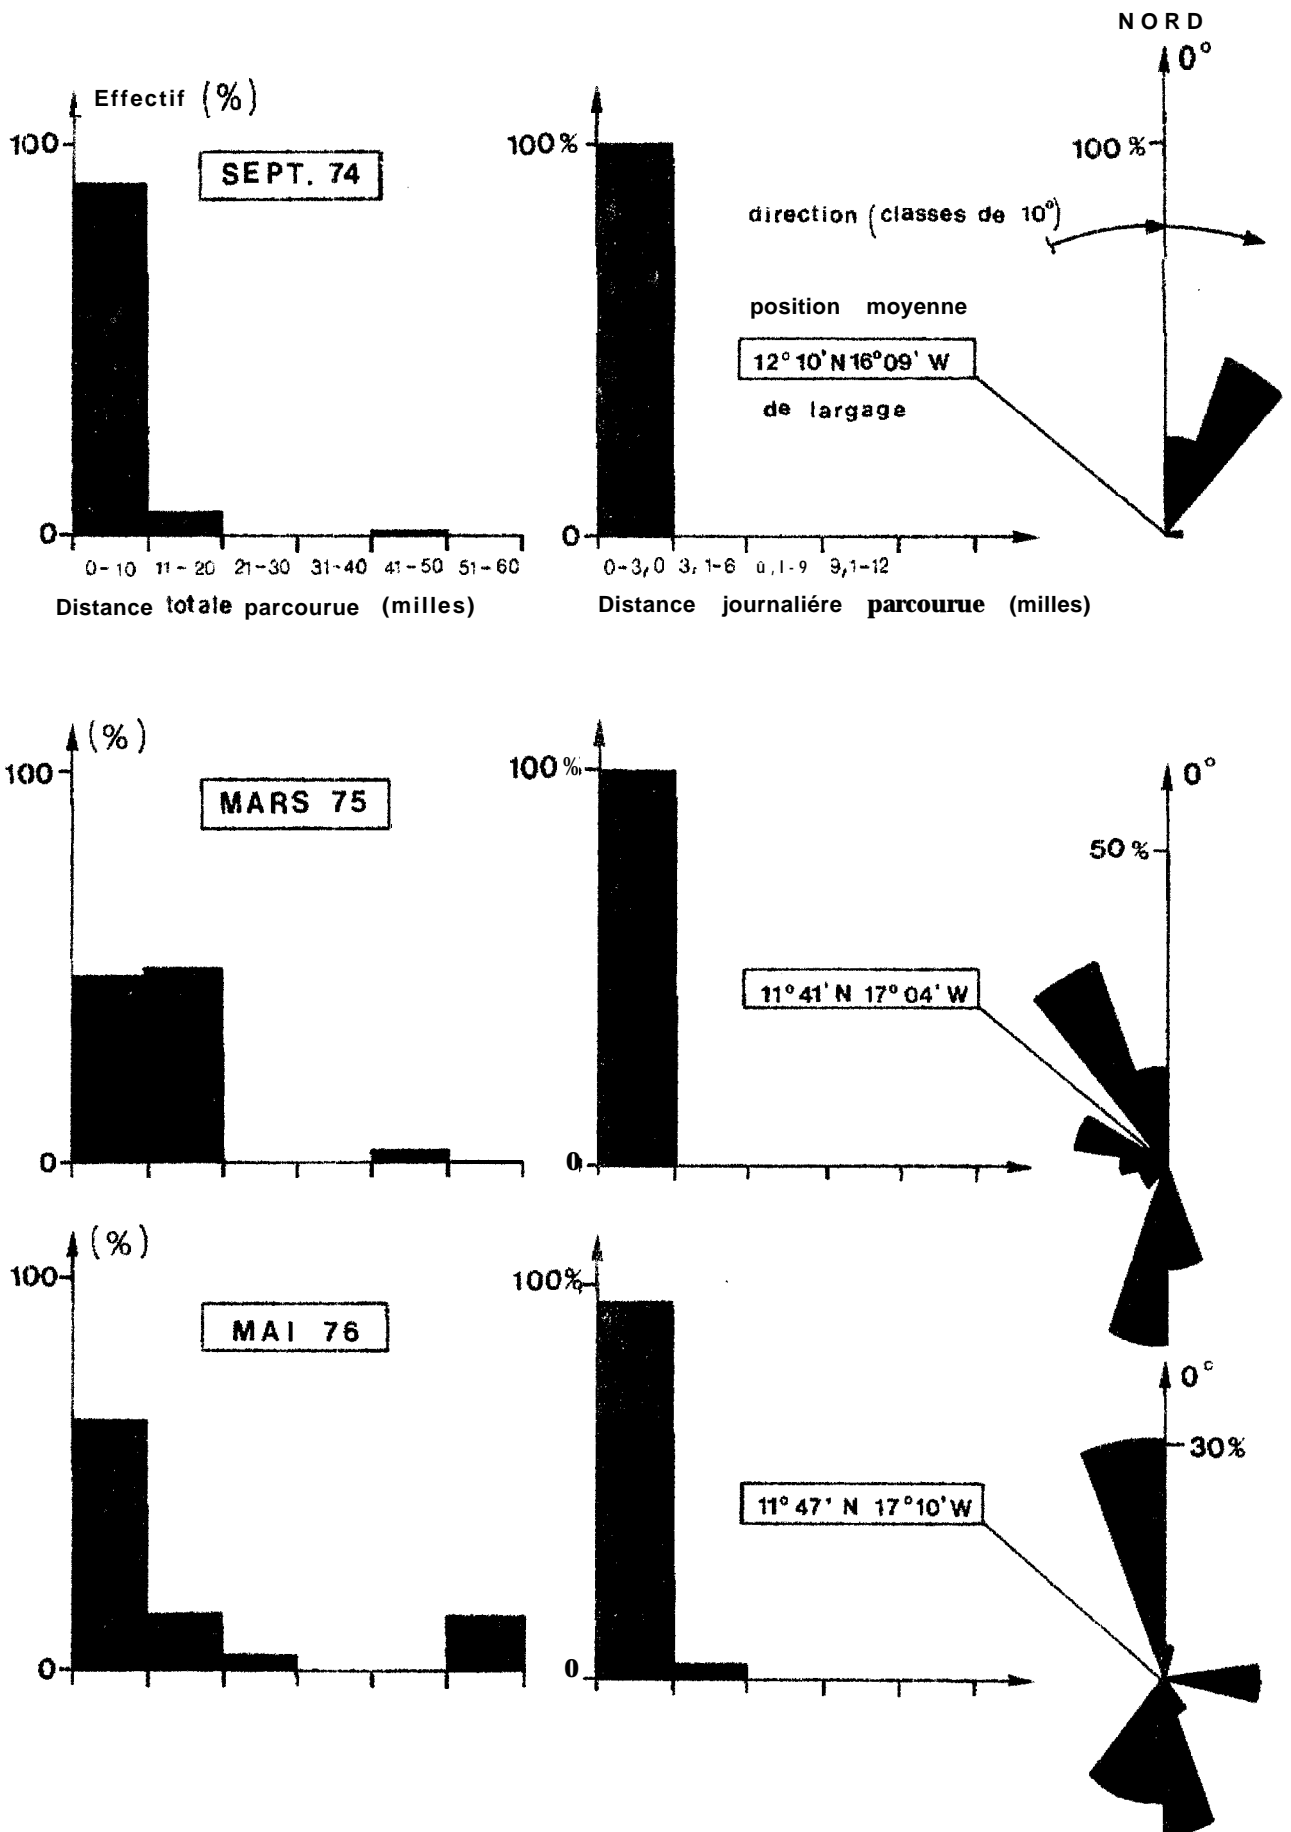 NORD
0°
Effectif (%)
100
100%
100%
SEPT. 74
direction (classes de 10°)
position moyenne
12° 10' N 16° 09' W
de largage
0
0
0-10 11-20 21-30 31-40 41-50 51-60
0-3,0 3,1-6 9,1-12
Distance totale parcourue (milles)
Distance journaliére parcourue (milles)
(%)
100
100%
0°
MARS 75
50%
11° 41' N 17° 04' W
0
0
(%)
100
100%
MAI 76
0°
30%
11° 47' N 17° 10' W
0
0